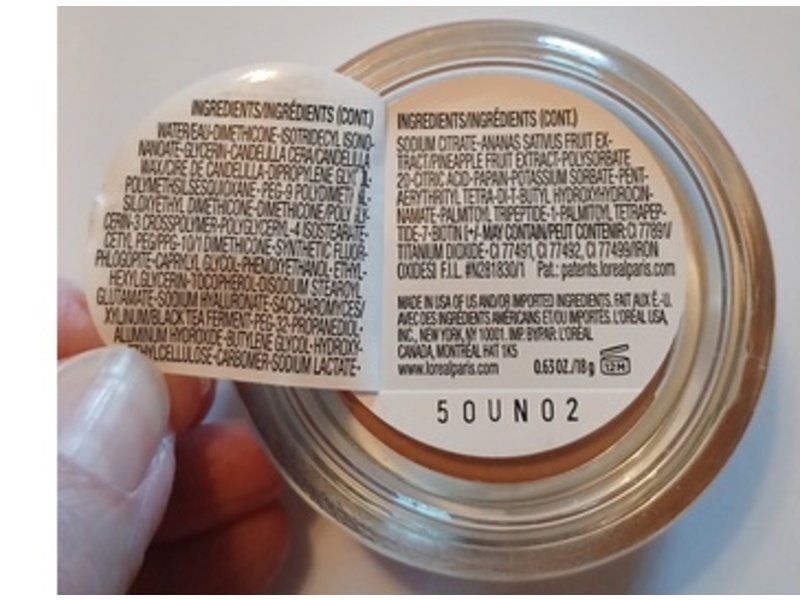 INGREDIENTS/INGRÉDIENTS (CONT.)
WATER/EAU•DIMETHICONE•ISOTRIDECYL ISONO-
NANOATE•GLYCERIN•CANDELILLA CERA/CANDELILLA
WAX/CIRE DE CANDELILLA•DIPROPYLENE
POLYMETHYLSILSESQUIOXANE•PEG-9
SILOXYETHYL DIMETHICONE•DIMETHICONE/
CERIN-3 CROSSPOLYMER•POLYGLYCERYL-4 ISOSTEARATE•
CETYL PEG/PPG-10/1 DIMETHICONE•SYNTHETIC FLUOR-
PHLOGOPITE•CAPRYLYL GLYCOL•PHENOXYETHANOL•ETHYL-
HEXYLGLYCERIN•TOCOPHEROL•DISODIUM STEAROYL
GLUTAMATE•SODIUM HYALURONATE•SACCHAROMYCES/
XYLINUM/BLACK TEA FERMENT•PEG-32•PROPANEDIOL•
ALUMINUM HYDROXIDE•BUTYLENE GLYCOL•HYDROXY-
ETHYLCELLULOSE•CARBOMER•SODIUM LACTATE•
INGREDIENTS/INGRÉDIENTS (CONT.)
SODIUM CITRATE•ANANAS SATIVUS FRUIT EX-
TRACT/PINEAPPLE FRUIT EXTRACT•POLYSORBATE
20•CITRIC ACID•PAPAIN•POTASSIUM SORBATE•PENT-
AERYTHRITYL TETRA-DI-T-BUTYL HYDROXYHYDROCIN-
NAMATE•PALMITOYL TRIPEPTIDE-1•PALMITOYL TETRAPEP-
TIDE-7•BIOTIN [+/-MAY CONTAIN/PEUT CONTENIR:CI 77891/
TITANIUM DIOXIDE•CI 77491, CI 77492, CI 77499/IRON
OXIDES] F.I.L. #N281830/1 Pat.: patents.lorealparis.com
MADE IN USA OF US AND/OR IMPORTED INGREDIENTS. FAIT AUX É.-U.
AVEC DES INGRÉDIENTS AMÉRICAINS ET/OU IMPORTÉS. L'ORÉAL USA,
INC., NEW YORK, NY 10001. IMP. BY/PAR: L'ORÉAL
CANADA, MONTRÉAL H4T 1K5
www.lorealparis.com 0.63 OZ./18 g 12 M
50UN02